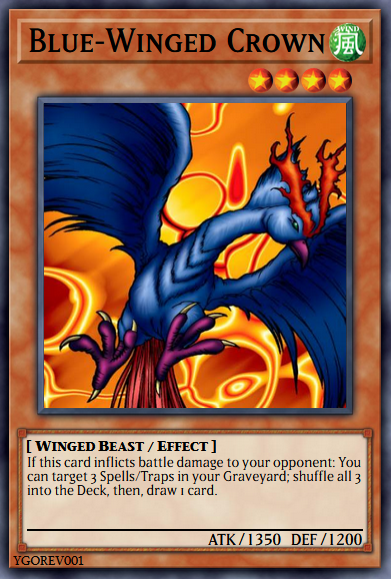 Blue-Winged Crown
WIND
風
[ Winged Beast / Effect ]
If this card inflicts battle damage to your opponent: You
can target 3 Spells/Traps in your Graveyard; shuffle all 3
into the Deck, then, draw 1 card.
ATK / 1350 DEF / 1200
YGOREV001